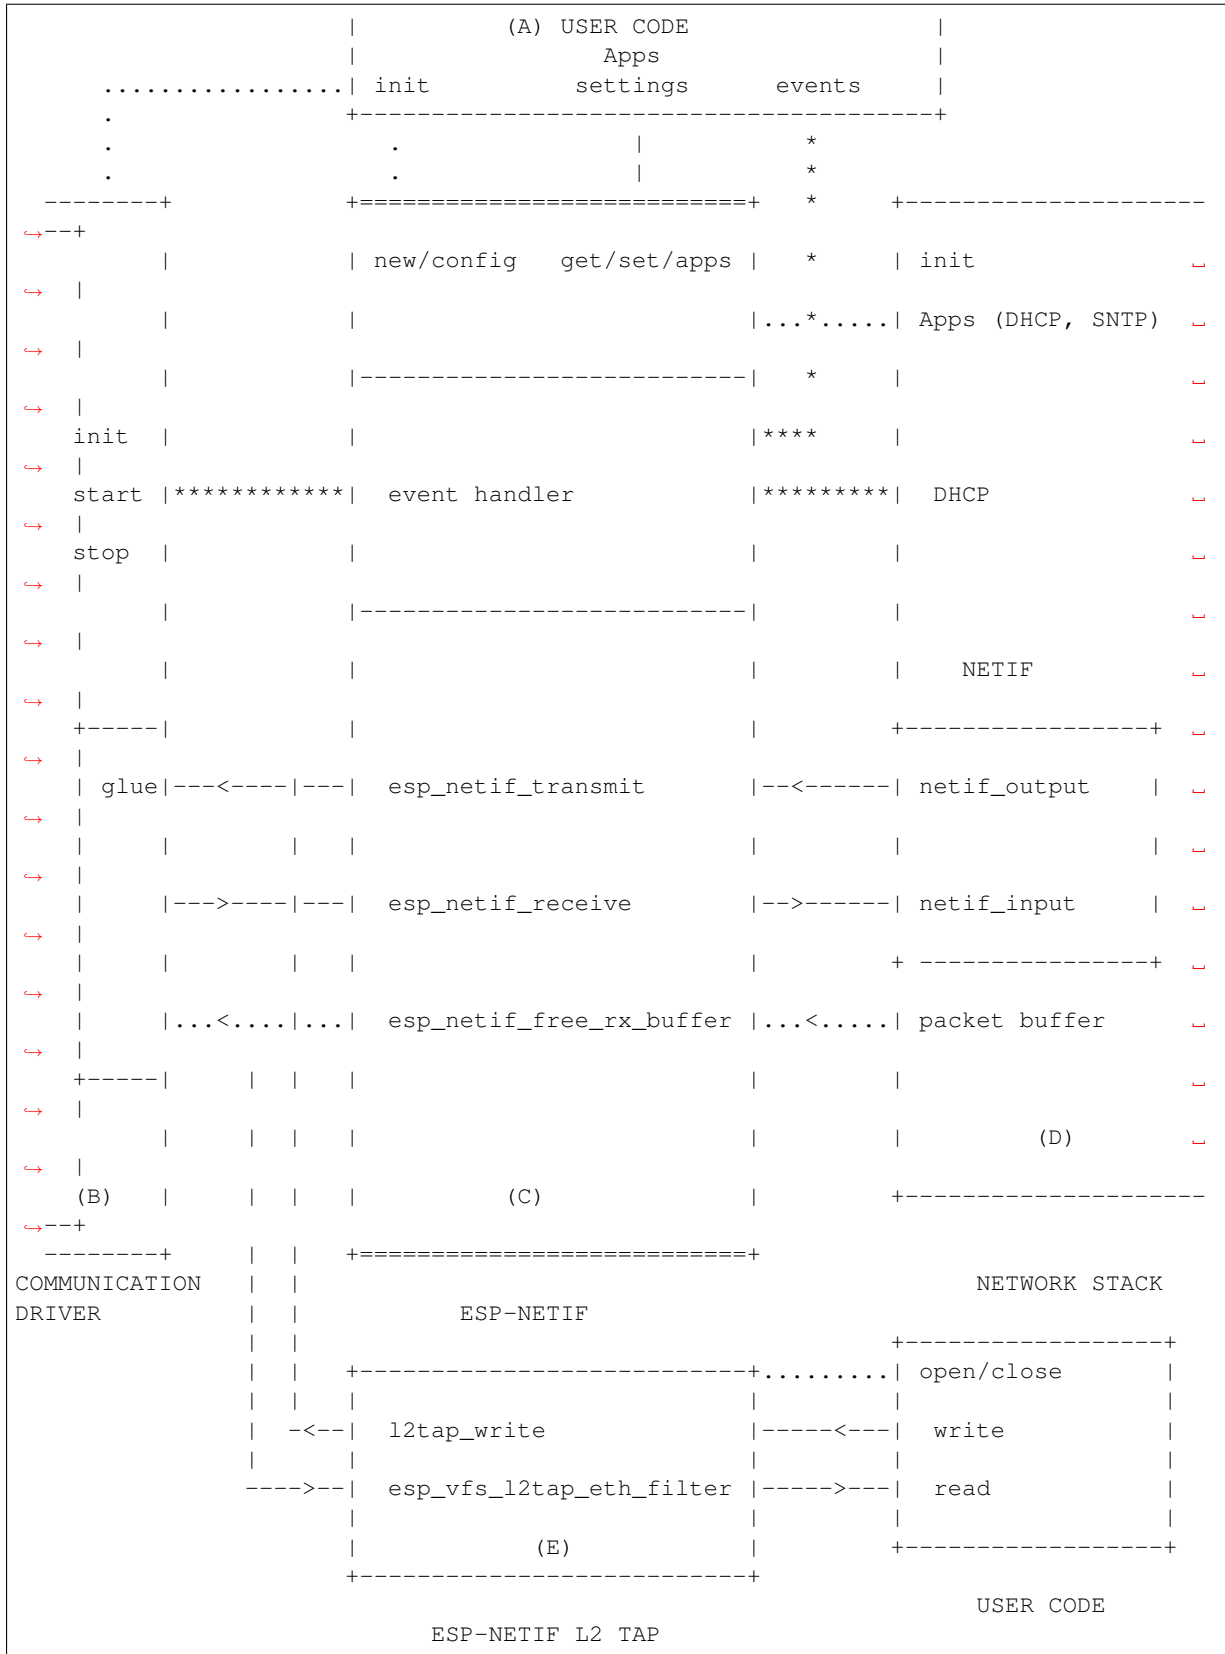 |          (A) USER CODE                 |
|                 Apps                   |
.................| init          settings      events     |
.                +----------------------------------------+
.                   .                |           *
.                   .                |           *
--------+             +===========================+   *     +---------------------
↪--+
|            | new/config   get/set/apps |   *     | init               ␣
↪  |
|            |                           |...*.....| Apps (DHCP, SNTP)  ␣
↪  |
|            |---------------------------|   *     |                    ␣
↪  |
init  |            |                           |****     |                    ␣
↪  |
start |************|  event handler            |*********|  DHCP              ␣
↪  |
stop  |            |                           |         |                    ␣
↪  |
|            |---------------------------|         |                    ␣
↪  |
|            |                           |         |    NETIF           ␣
↪  |
+-----|            |                           |         +-----------------+  ␣
↪  |
| glue|---<----|---|  esp_netif_transmit       |--<------| netif_output    |  ␣
↪  |
|     |        |   |                           |         |                 |  ␣
↪  |
|     |--->----|---|  esp_netif_receive        |-->------| netif_input     |  ␣
↪  |
|     |        |   |                           |         + ----------------+  ␣
↪  |
|     |...<....|...|  esp_netif_free_rx_buffer |...<.....| packet buffer      ␣
↪  |
+-----|     |  |   |                           |         |                    ␣
↪  |
|     |  |   |                           |         |         (D)        ␣
↪  |
(B)   |     |  |   |          (C)              |         +---------------------
↪--+
--------+     |  |   +===========================+
COMMUNICATION   |  |                                               NETWORK STACK
DRIVER          |  |           ESP-NETIF
|  |                                         +------------------+
|  |   +---------------------------+.........| open/close       |
|  |   |                           |         |                  |
|  -<--|  l2tap_write              |-----<---|  write           |
|      |                           |         |                  |
---->--|  esp_vfs_l2tap_eth_filter |----->---|  read            |
|                           |         |                  |
|            (E)            |         +------------------+
+---------------------------+
USER CODE
ESP-NETIF L2 TAP